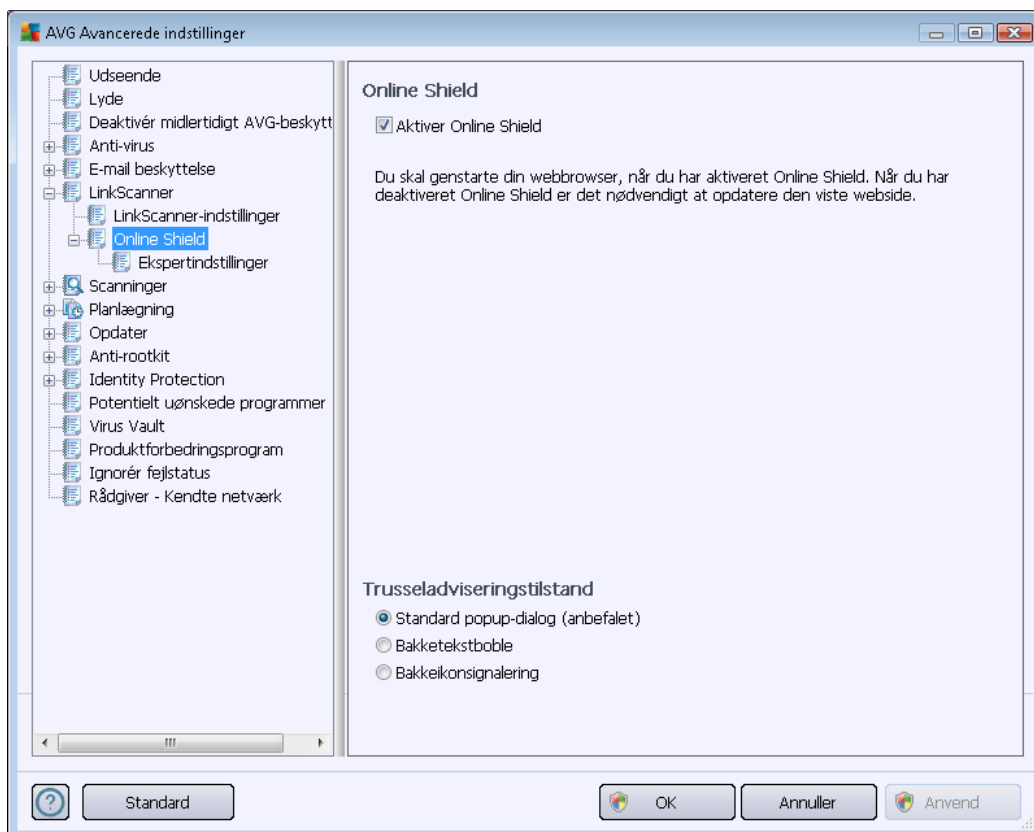 AVG Avancerede indstillinger
Udseende
Lyde
Deaktivér midlertidigt AVG-beskytt
Anti-virus
E-mail beskyttelse
LinkScanner
LinkScanner-indstillinger
Online Shield
Ekspertindstillinger
Scanninger
Planlægning
Opdater
Anti-rootkit
Identity Protection
Potentielt uønskede programmer
Virus Vault
Produktforbedringsprogram
Ignorér fejlstatus
Rådgiver - Kendte netværk
Online Shield
Aktiver Online Shield
Du skal genstarte din webbrowser, når du har aktiveret Online Shield. Når du har
deaktiveret Online Shield er det nødvendigt at opdatere den viste webside.
Trusseladviseringstilstand
Standard popup-dialog (anbefalet)
Bakketekstboble
Bakkeikonsignalering
Standard
OK
Annuller
Anvend